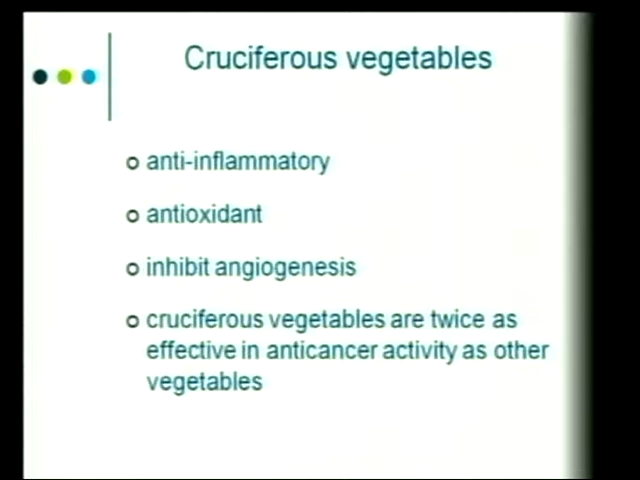 Cruciferous vegetables
anti-inflammatory
antioxidant
inhibit angiogenesis
cruciferous vegetables are twice as
effective in anticancer activity as other
vegetables